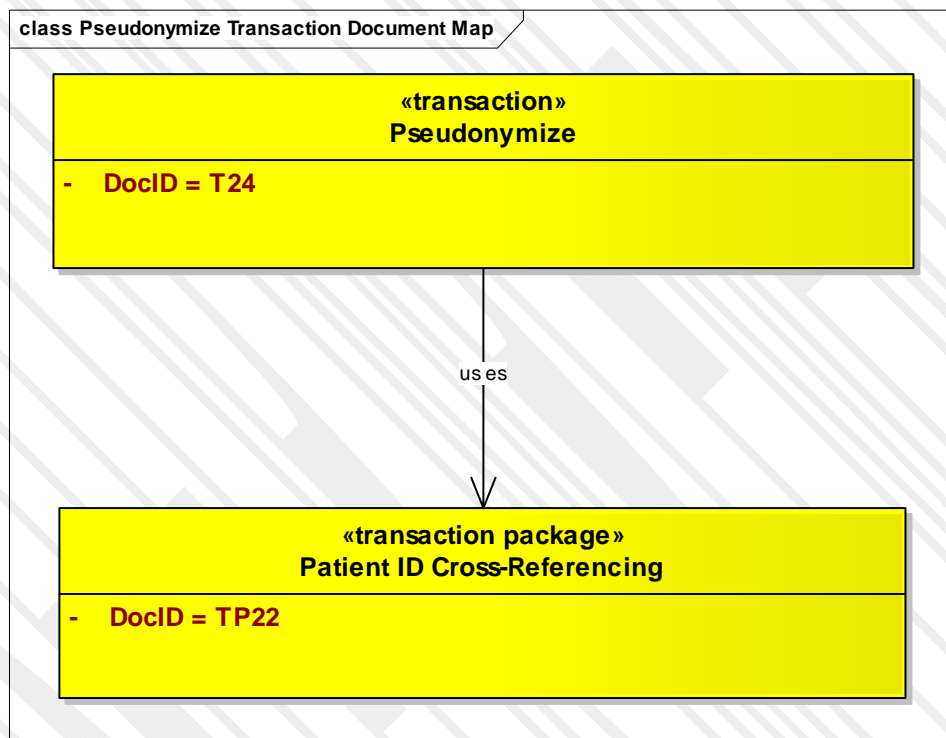 class Pseudonymize Transaction Document Map
«transaction»
Pseudonymize
- DocID = T24
uses
«transaction package»
Patient ID Cross-Referencing
- DocID = TP22